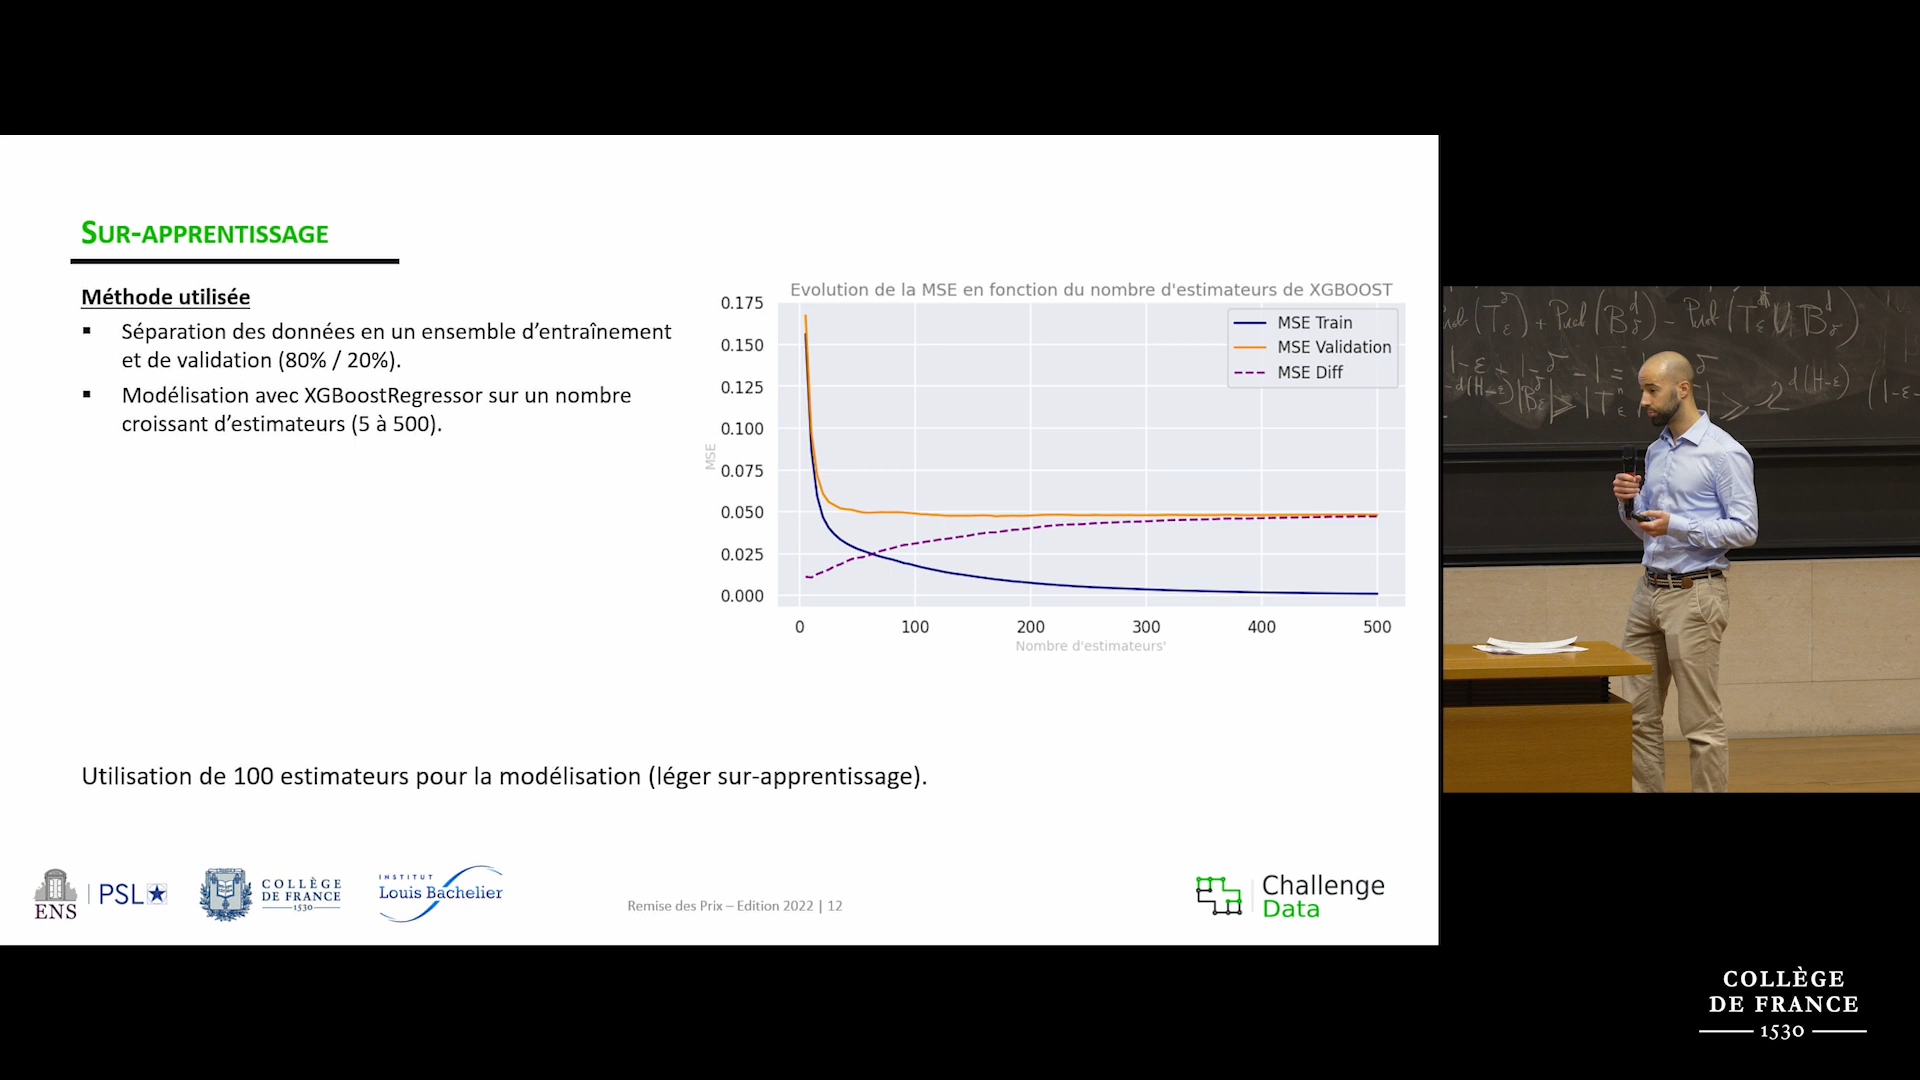 SUR-APPRENTISSAGE
Méthode utilisée
▪ Séparation des données en un ensemble d’entraînement
et de validation (80% / 20%).
▪ Modélisation avec XGBoostRegressor sur un nombre
croissant d’estimateurs (5 à 500).
Evolution de la MSE en fonction du nombre d'estimateurs de XGBOOST
MSE Train
MSE Validation
MSE Diff
MSE
0.175
0.150
0.125
0.100
0.075
0.050
0.025
0.000
0 100 200 300 400 500
Nombre d'estimateurs'
Utilisation de 100 estimateurs pour la modélisation (léger sur-apprentissage).
ENS
PSL
COLLÈGE
DE FRANCE
1530
INSTITUT
Louis Bachelier
Remise des Prix – Edition 2022 | 12
Challenge
Data
COLLÈGE
DE FRANCE
1530